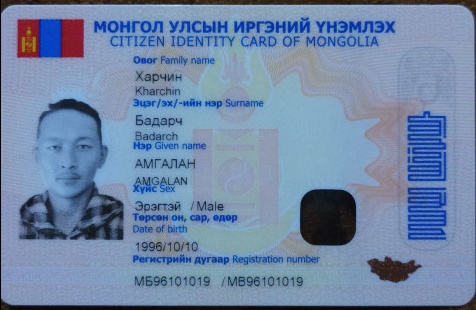 МОНГОЛ УЛСЫН ИРГЭНИЙ ҮНЭМЛЭХ
CITIZEN IDENTITY CARD OF MONGOLIA
Овог Family name
Харчин
Kharchin
Эцэг/эх/-ийн нэр Surname
Бадарч
Badarch
Нэр Given name
АМГАЛАН
AMGALAN
Хүйс Sex
Эрэгтэй / Male
Төрсөн он, сар, өдөр
Date of birth
1996/10/10
Регистрийн дугаар Registration number
МБ96101019 / MB96101019